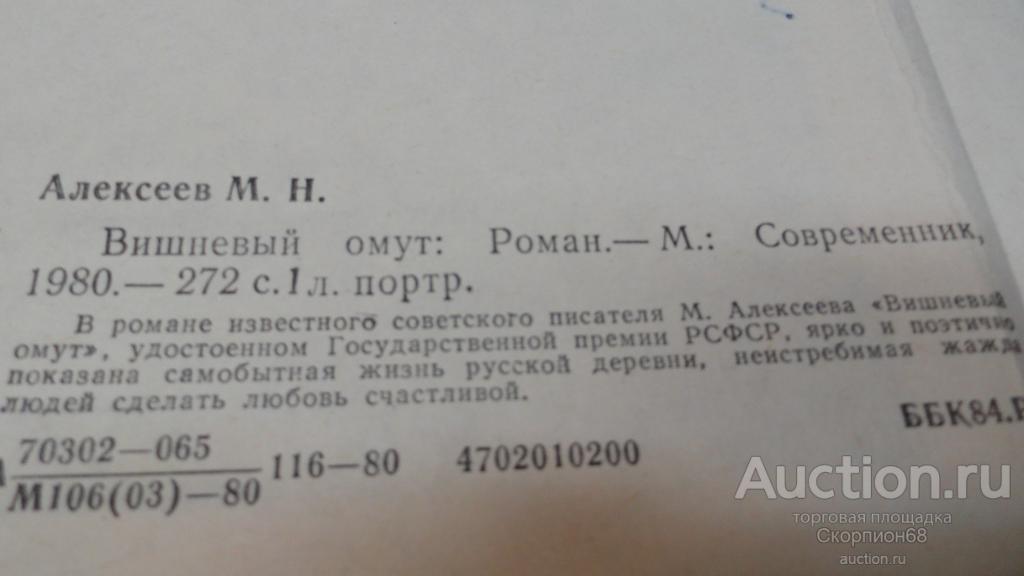 Алексеев М. Н.
Вишневый омут: Роман.— М.: Современник,
1980.— 272 с. 1 л. портр.
В романе известного советского писателя М. Алексеева «Вишневый
омут», удостоенном Государственной премии РСФСР, ярко и поэтично
показана самобытная жизнь русской деревни, неистребимая жажда
людей сделать любовь счастливой.
ББК84.Р
70302—065
М106(03)—80
116—80 4702010200
Auction.ru
торговая площадка
Скорпион68
auction.ru